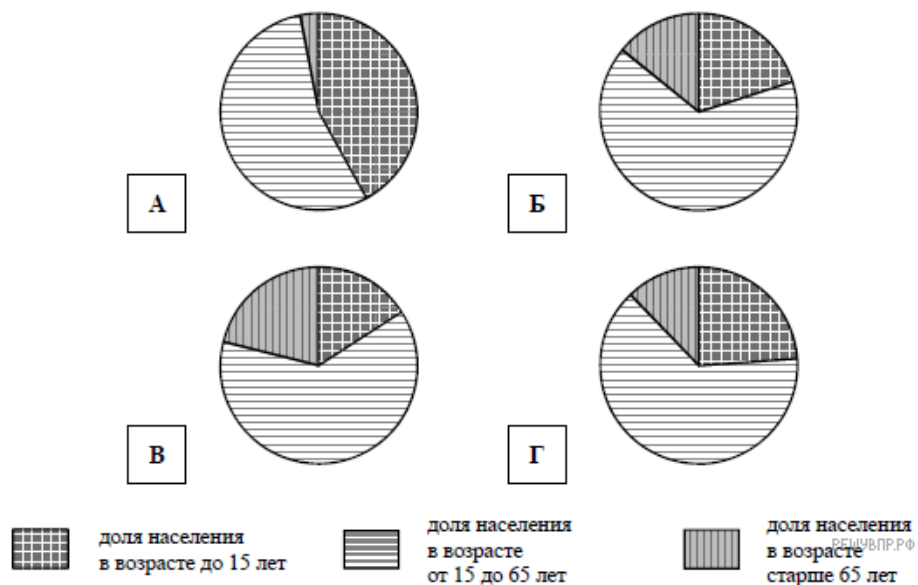 А
Б
В
Г
доля населения
в возрасте до 15 лет
доля населения
в возрасте
от 15 до 65 лет
доля населения
в возрасте
старше 65 лет
РЕШУВПР.РФ